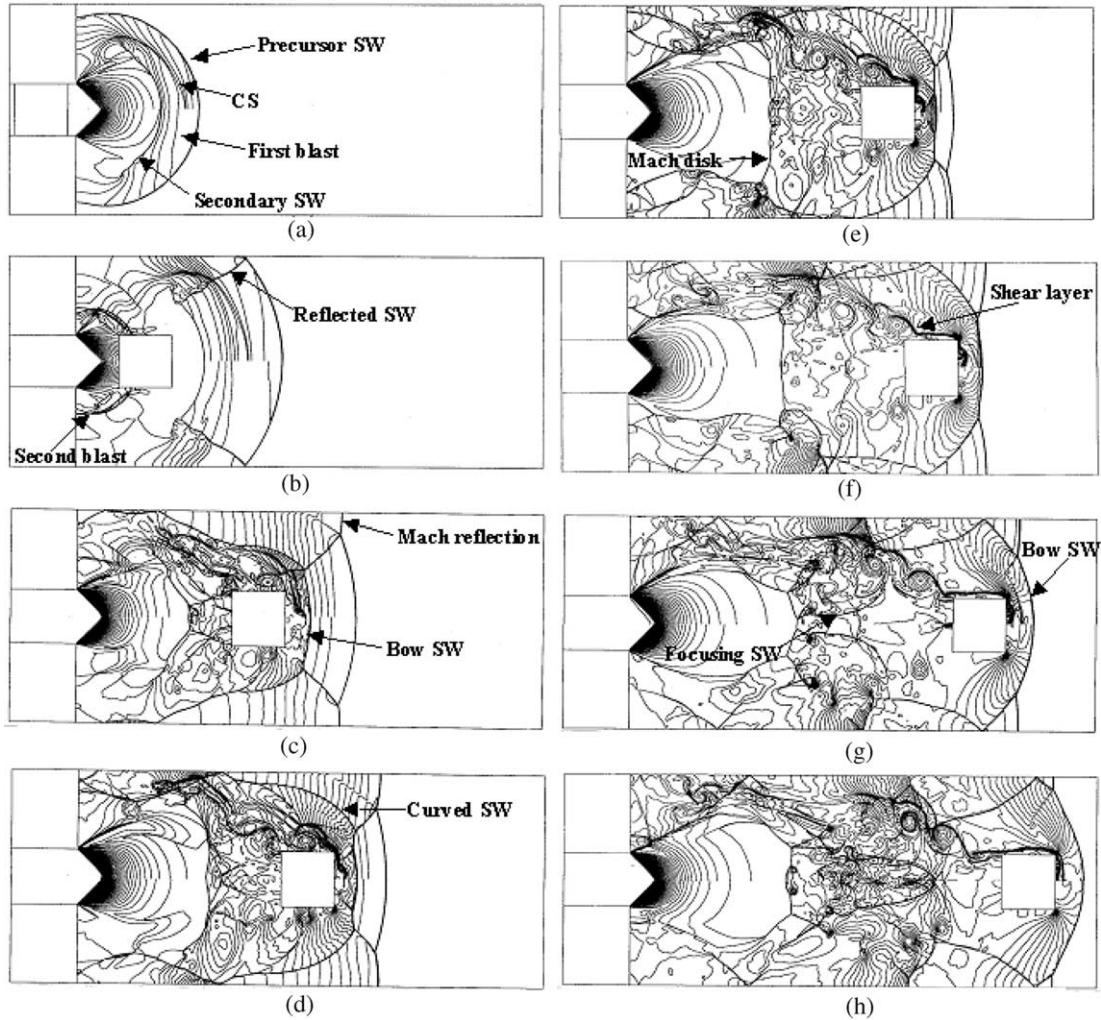 Precursor SW
CS
First blast
Secondary SW
(a)
Reflected SW
Second blast
(b)
Mach reflection
Bow SW
(c)
Curved SW
(d)
Mach disk
(e)
Shear layer
(f)
Bow SW
Focusing SW
(g)
(h)